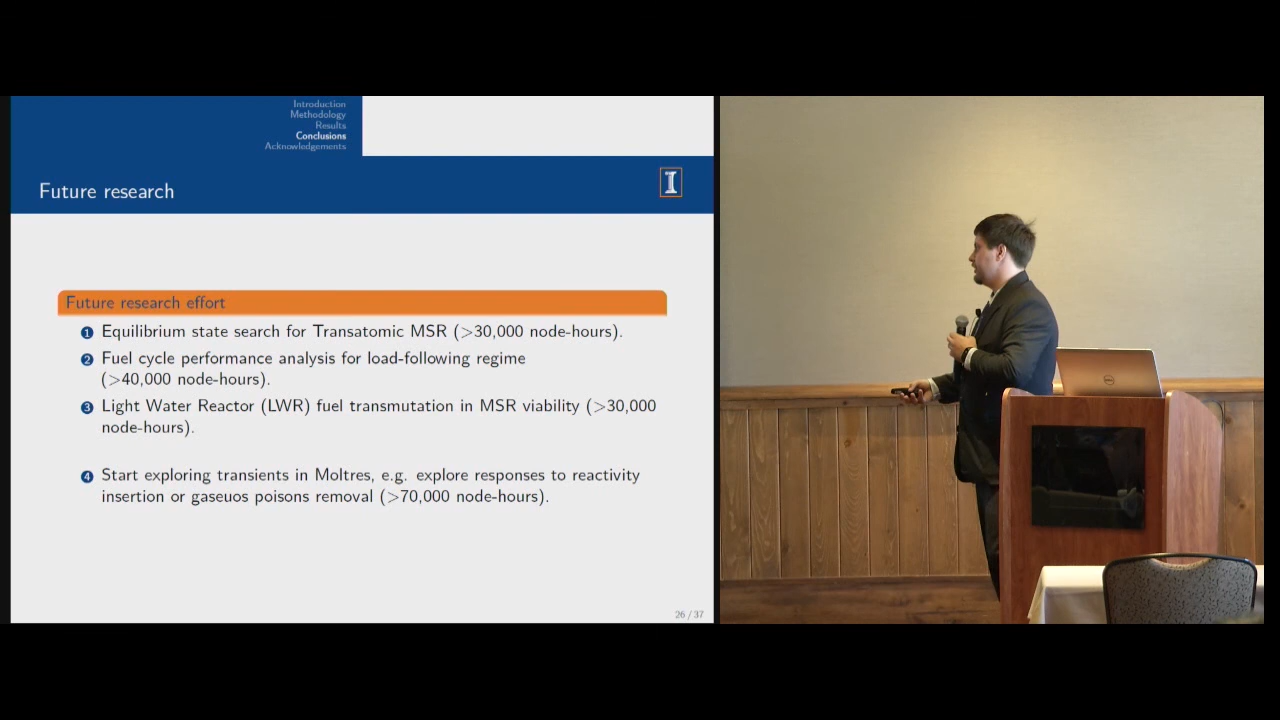 Introduction
Methodology
Results
Conclusions
Acknowledgements
Future research
I
Future research effort
1 Equilibrium state search for Transatomic MSR (>30,000 node-hours).
2 Fuel cycle performance analysis for load-following regime
(>40,000 node-hours).
3 Light Water Reactor (LWR) fuel transmutation in MSR viability (>30,000
node-hours).
4 Start exploring transients in Moltres, e.g. explore responses to reactivity
insertion or gaseuos poisons removal (>70,000 node-hours).
26 / 37